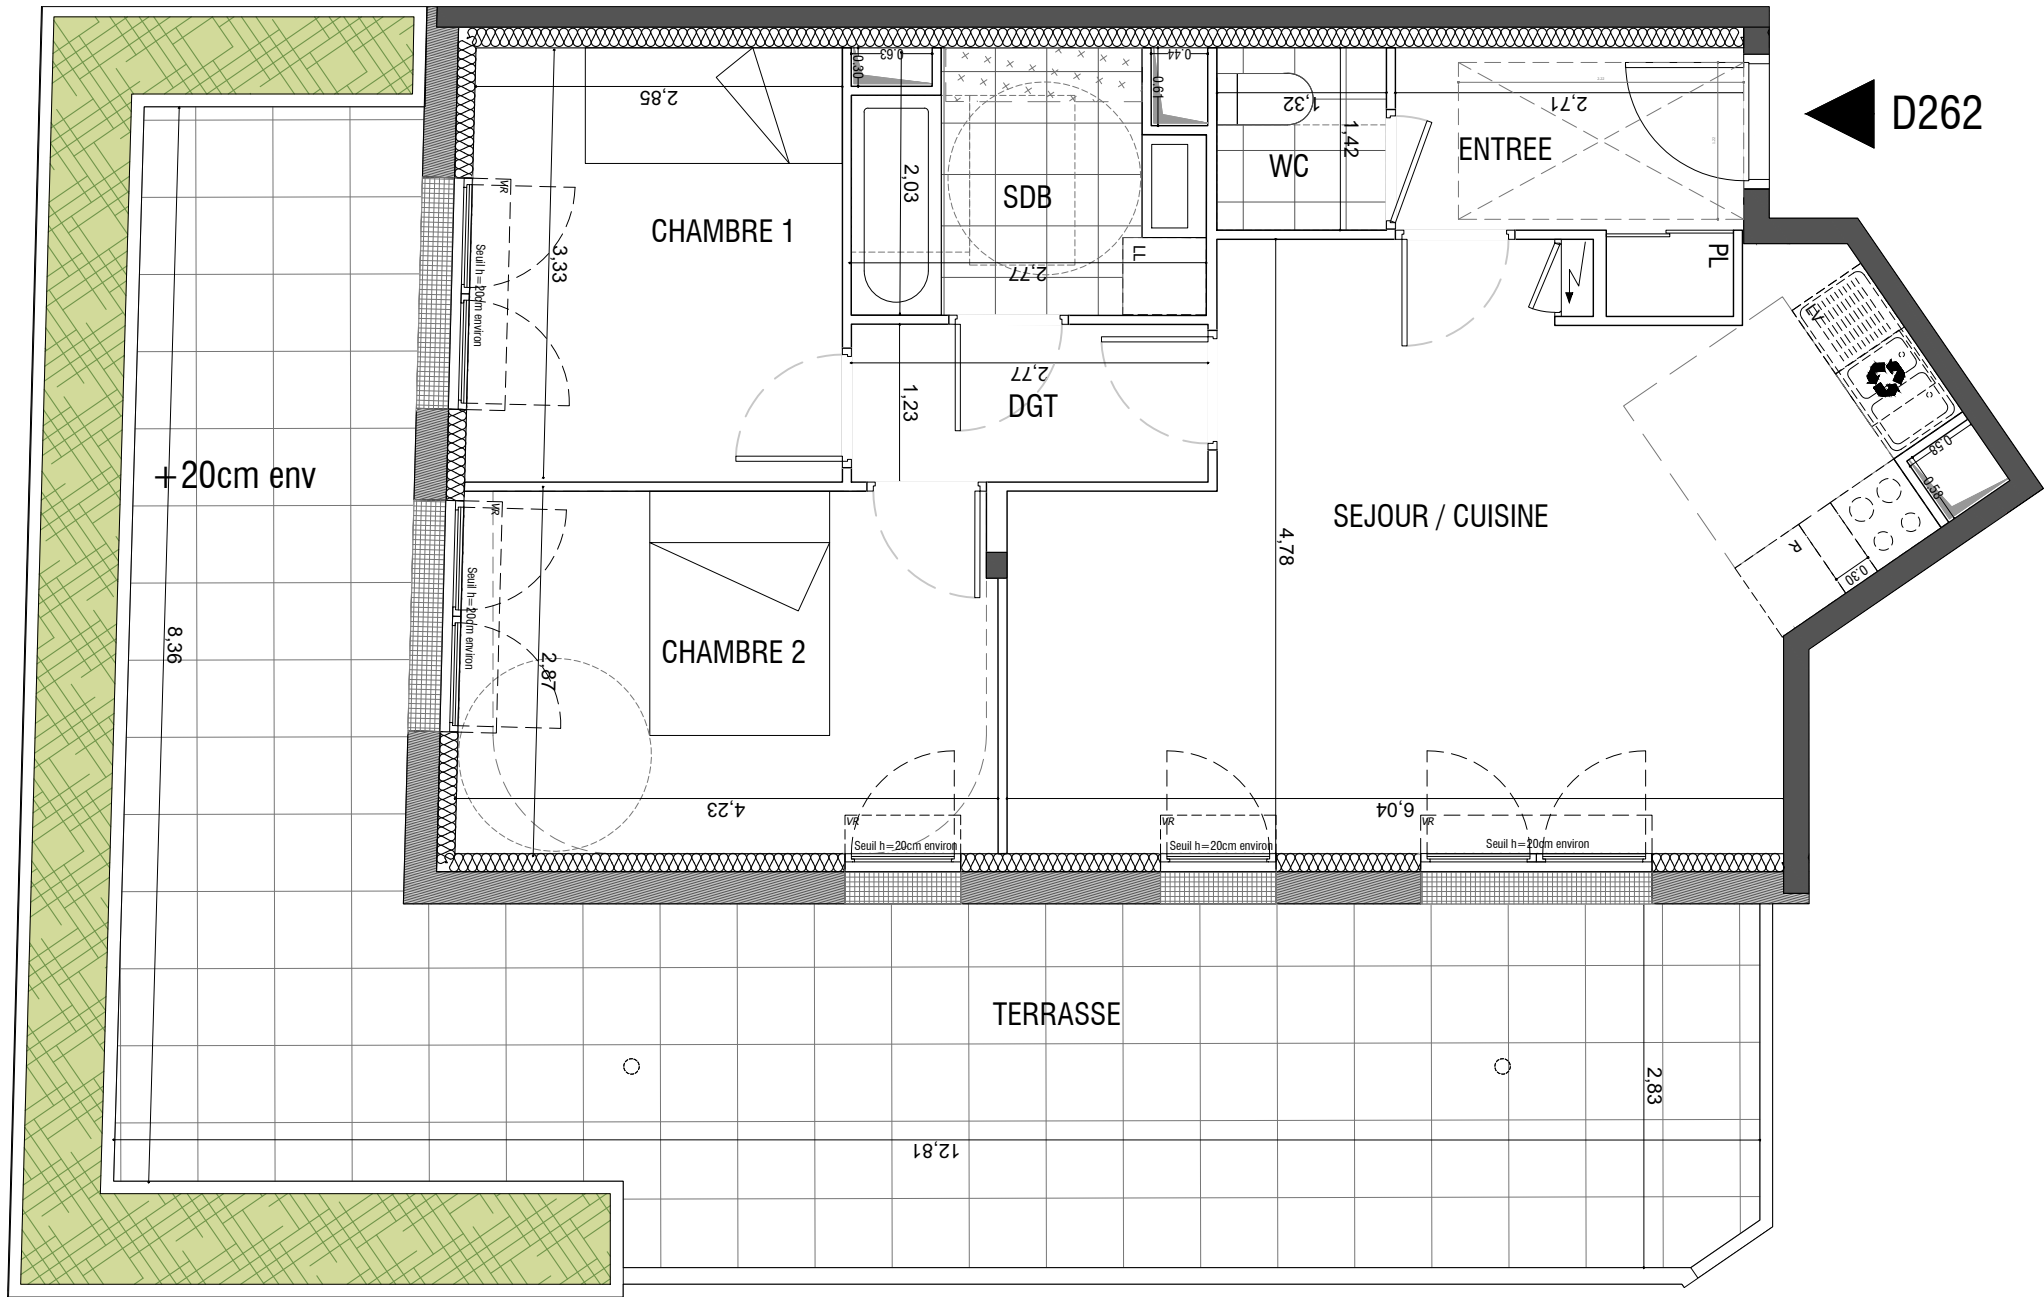 D262
0,63
0,30
0,44
0,61
2,85
1,32
2,71
1,42
ENTREE
WC
2,03
SDB
CHAMBRE 1
VR
Seuil h=20cm environ
3,33
LL
PL
2,77
EV
2,77
1,23
DGT
0,58
0,58
+20cm env
VR
SEJOUR / CUISINE
4,78
R
0,30
Seuil h=20cm environ
8,36
CHAMBRE 2
2,87
4,23
6,04
VR
VR
VR
Seuil h=20cm environ
Seuil h=20cm environ
Seuil h=20cm environ
TERRASSE
2,83
12,81